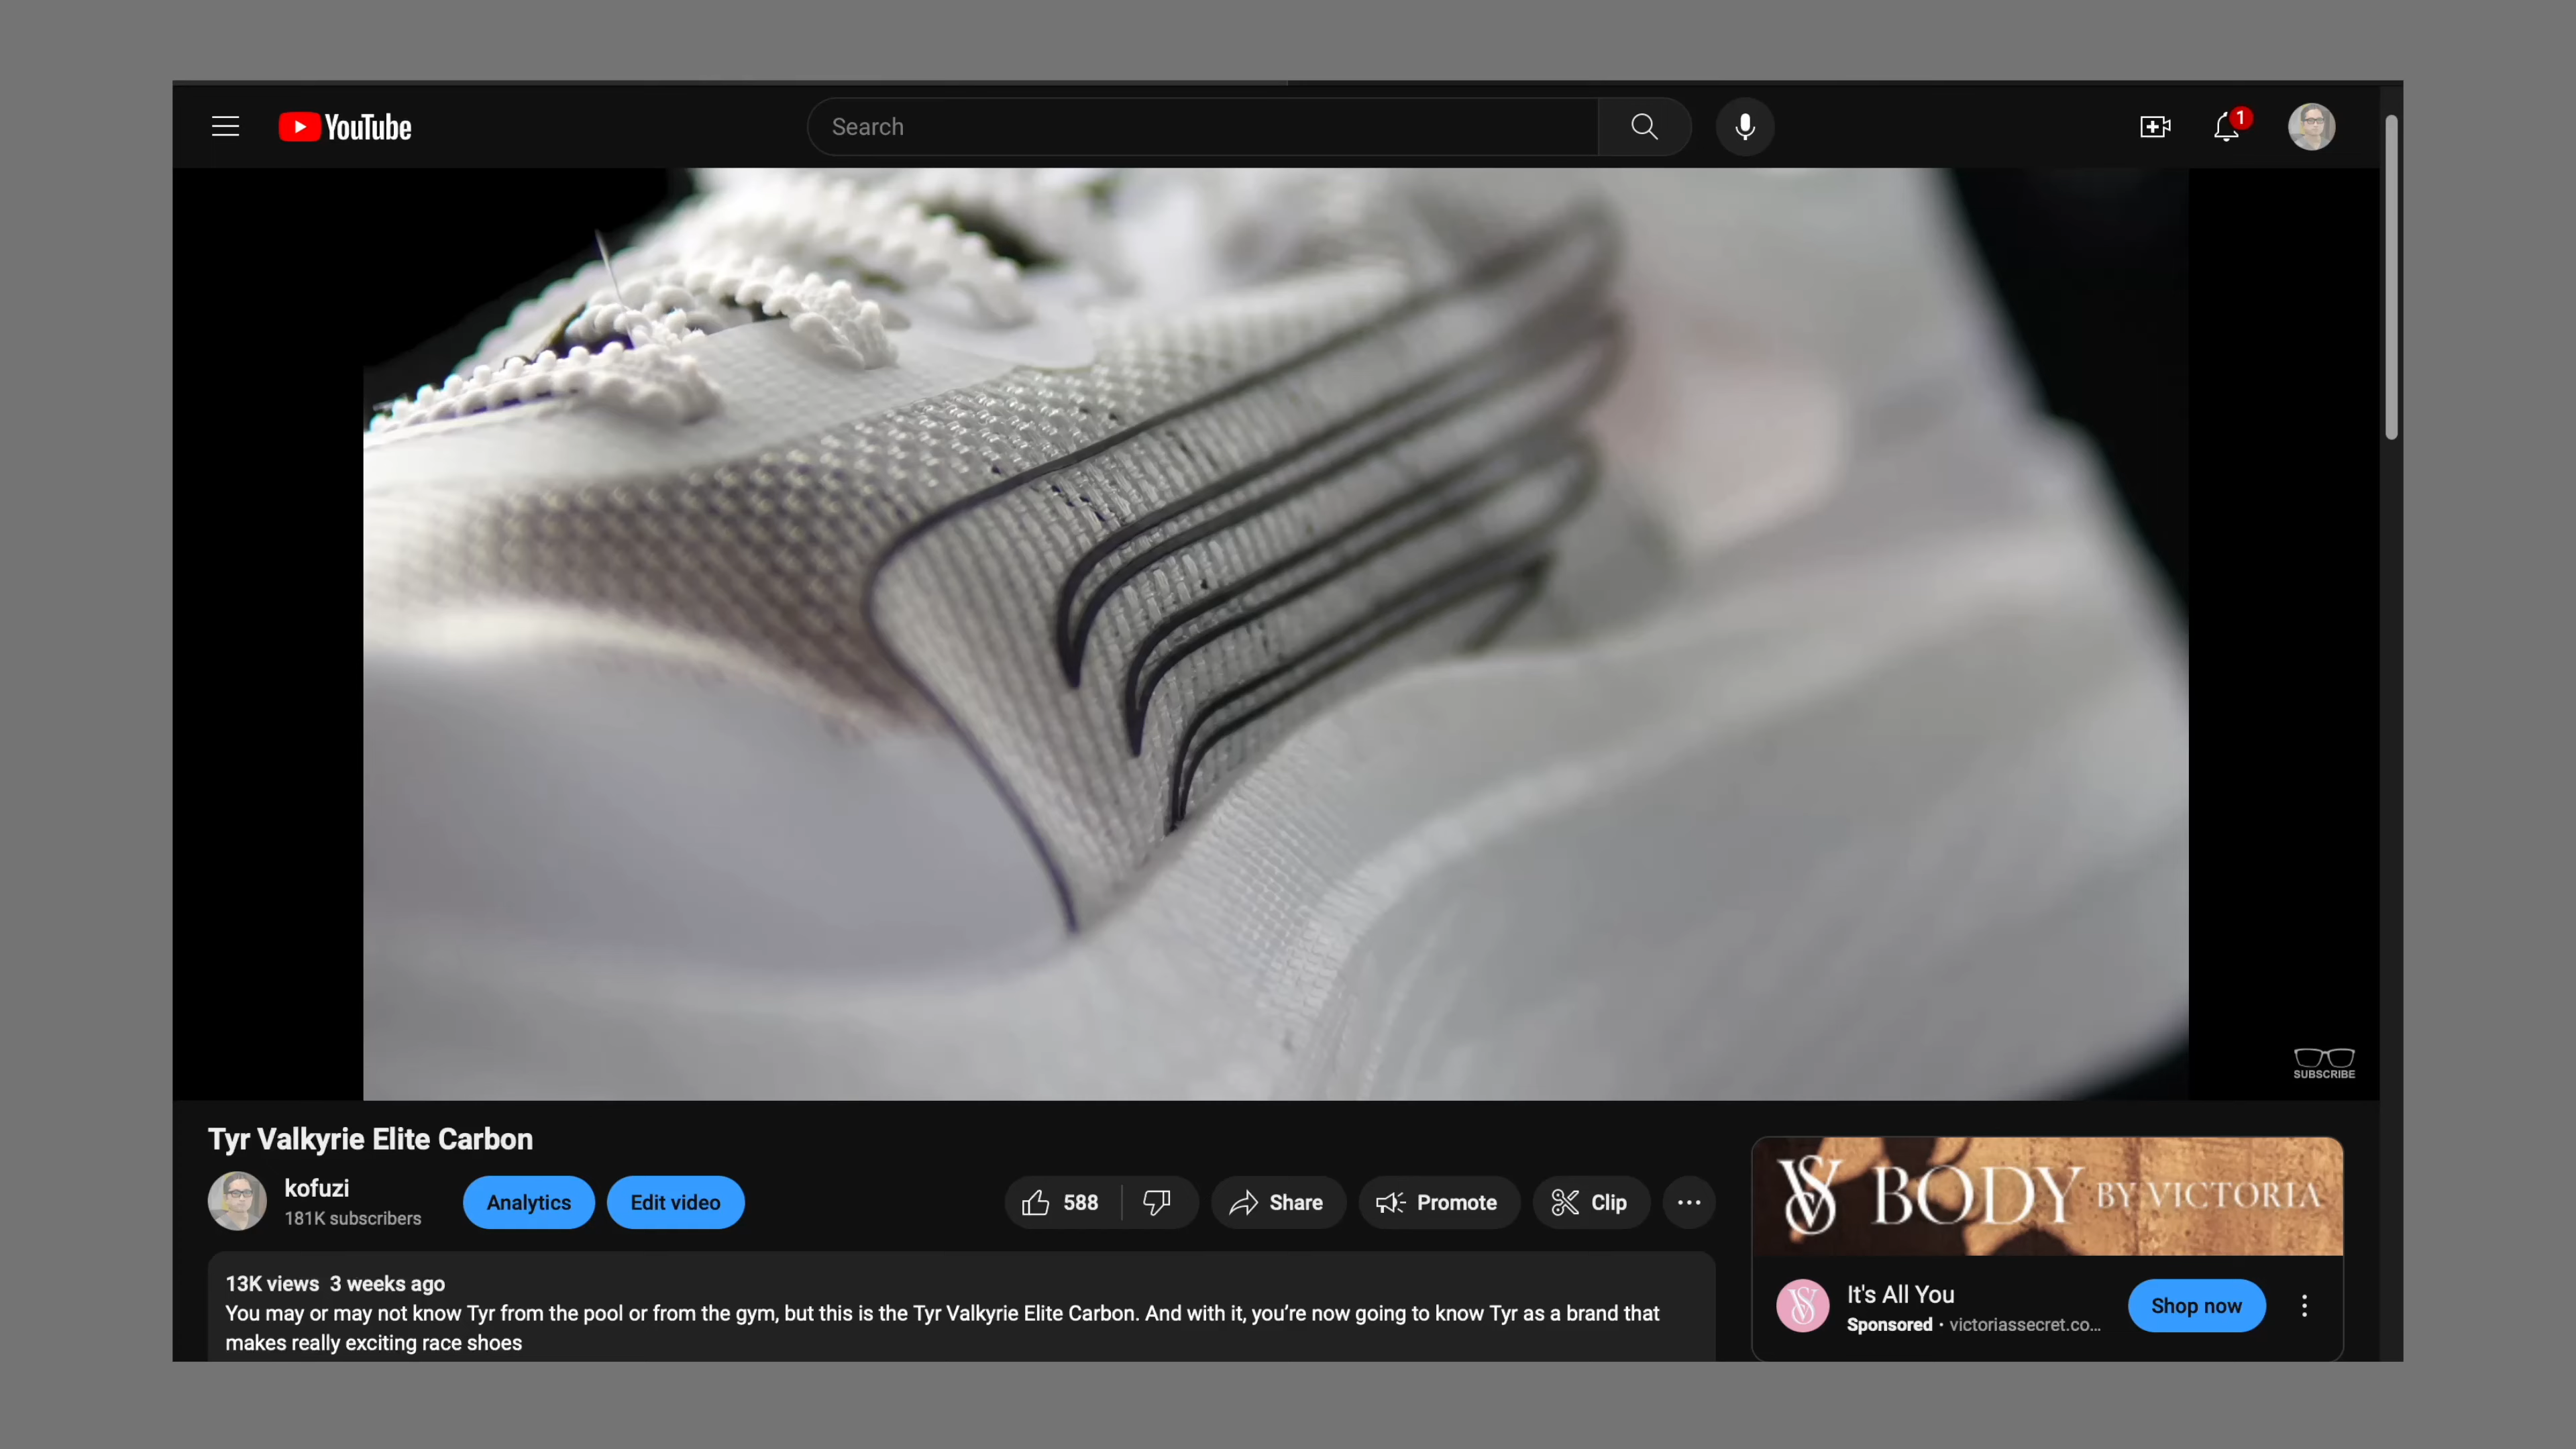 YouTube
Search
1
SUBSCRIBE
Tyr Valkyrie Elite Carbon
kofuzi
181K subscribers
Analytics
Edit video
588
Share
Promote
Clip
13K views 3 weeks ago
You may or may not know Tyr from the pool or from the gym, but this is the Tyr Valkyrie Elite Carbon. And with it, you’re now going to know Tyr as a brand that
makes really exciting race shoes
VS BODY BY VICTORIA
VS
It's All You
Sponsored · victoriassecret.co...
Shop now